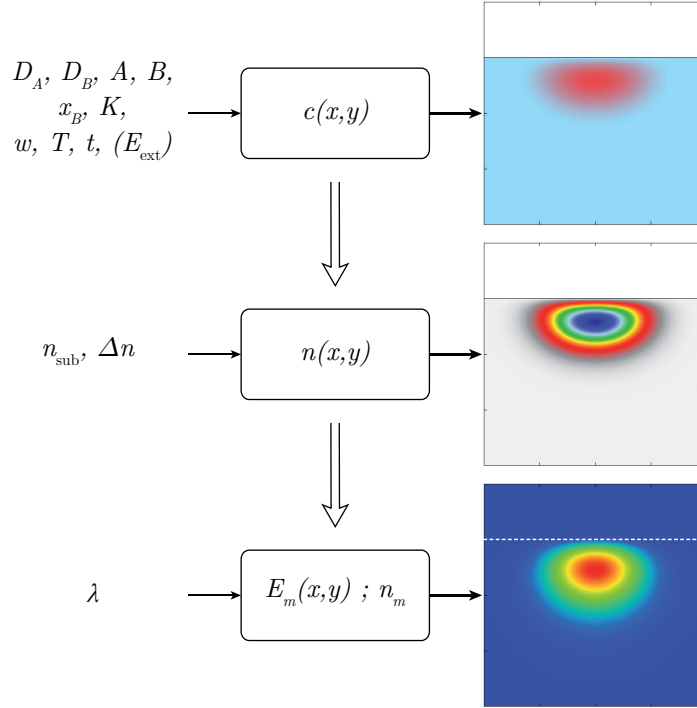 D_A, D_B, A, B,
x_B, K,
w, T, t, (E_ext)
c(x,y)
n_sub, Δn
n(x,y)
λ
E_m(x,y) ; n_m